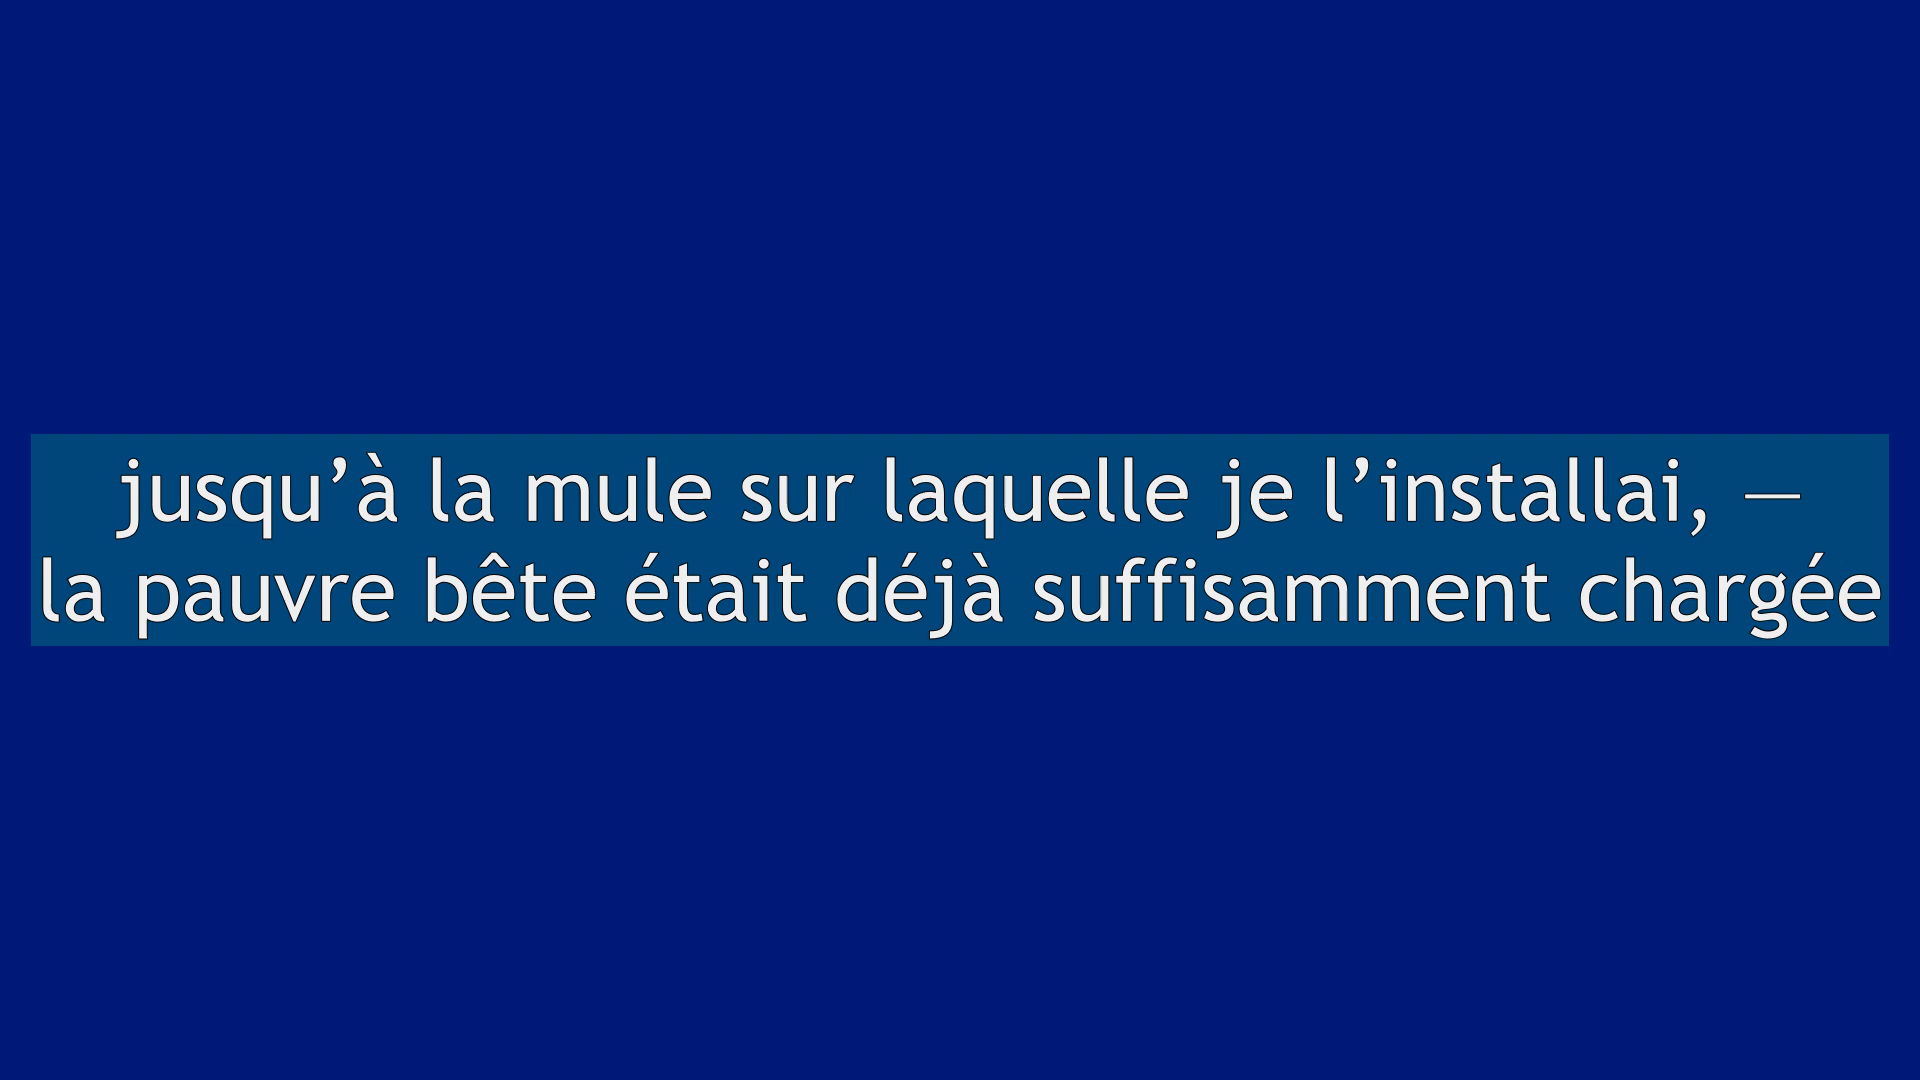 jusqu’à la mule sur laquelle je l’installai, —
la pauvre bête était déjà suffisamment chargée